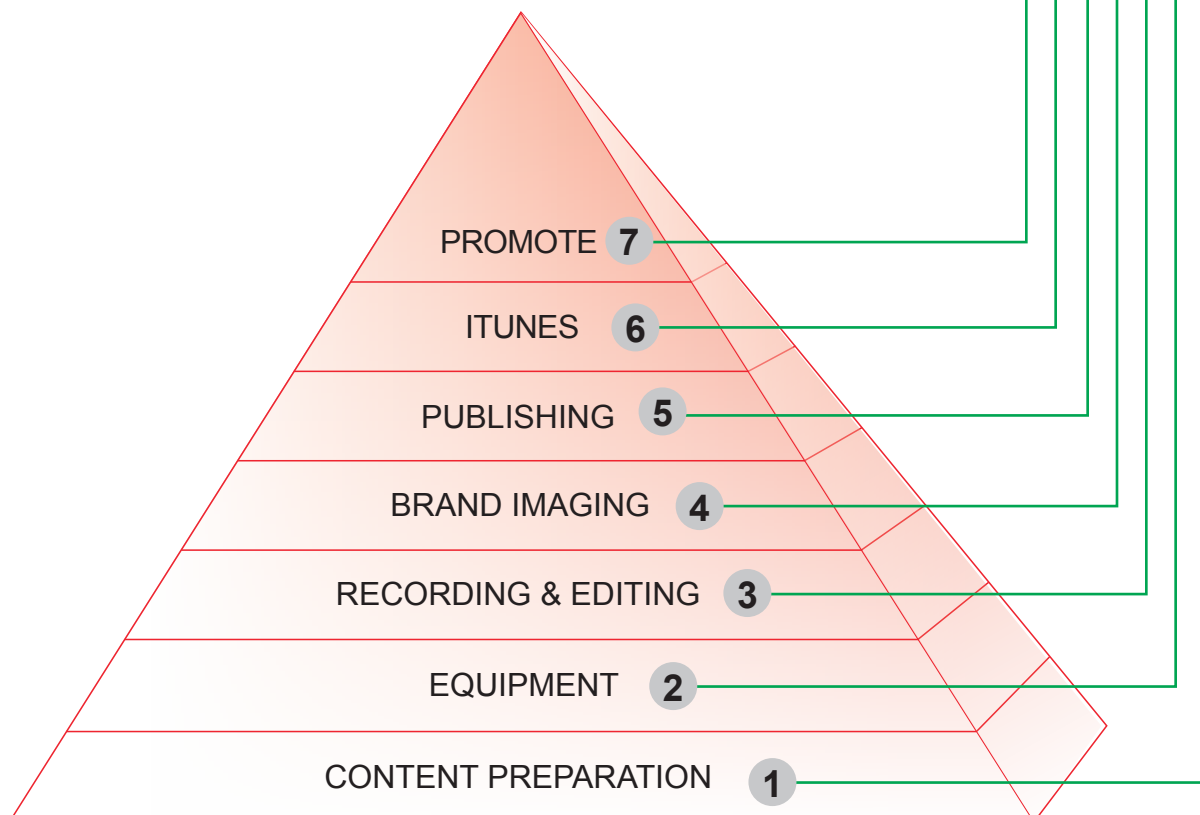 PROMOTE 7
ITUNES 6
PUBLISHING 5
BRAND IMAGING 4
RECORDING & EDITING 3
EQUIPMENT 2
CONTENT PREPARATION 1